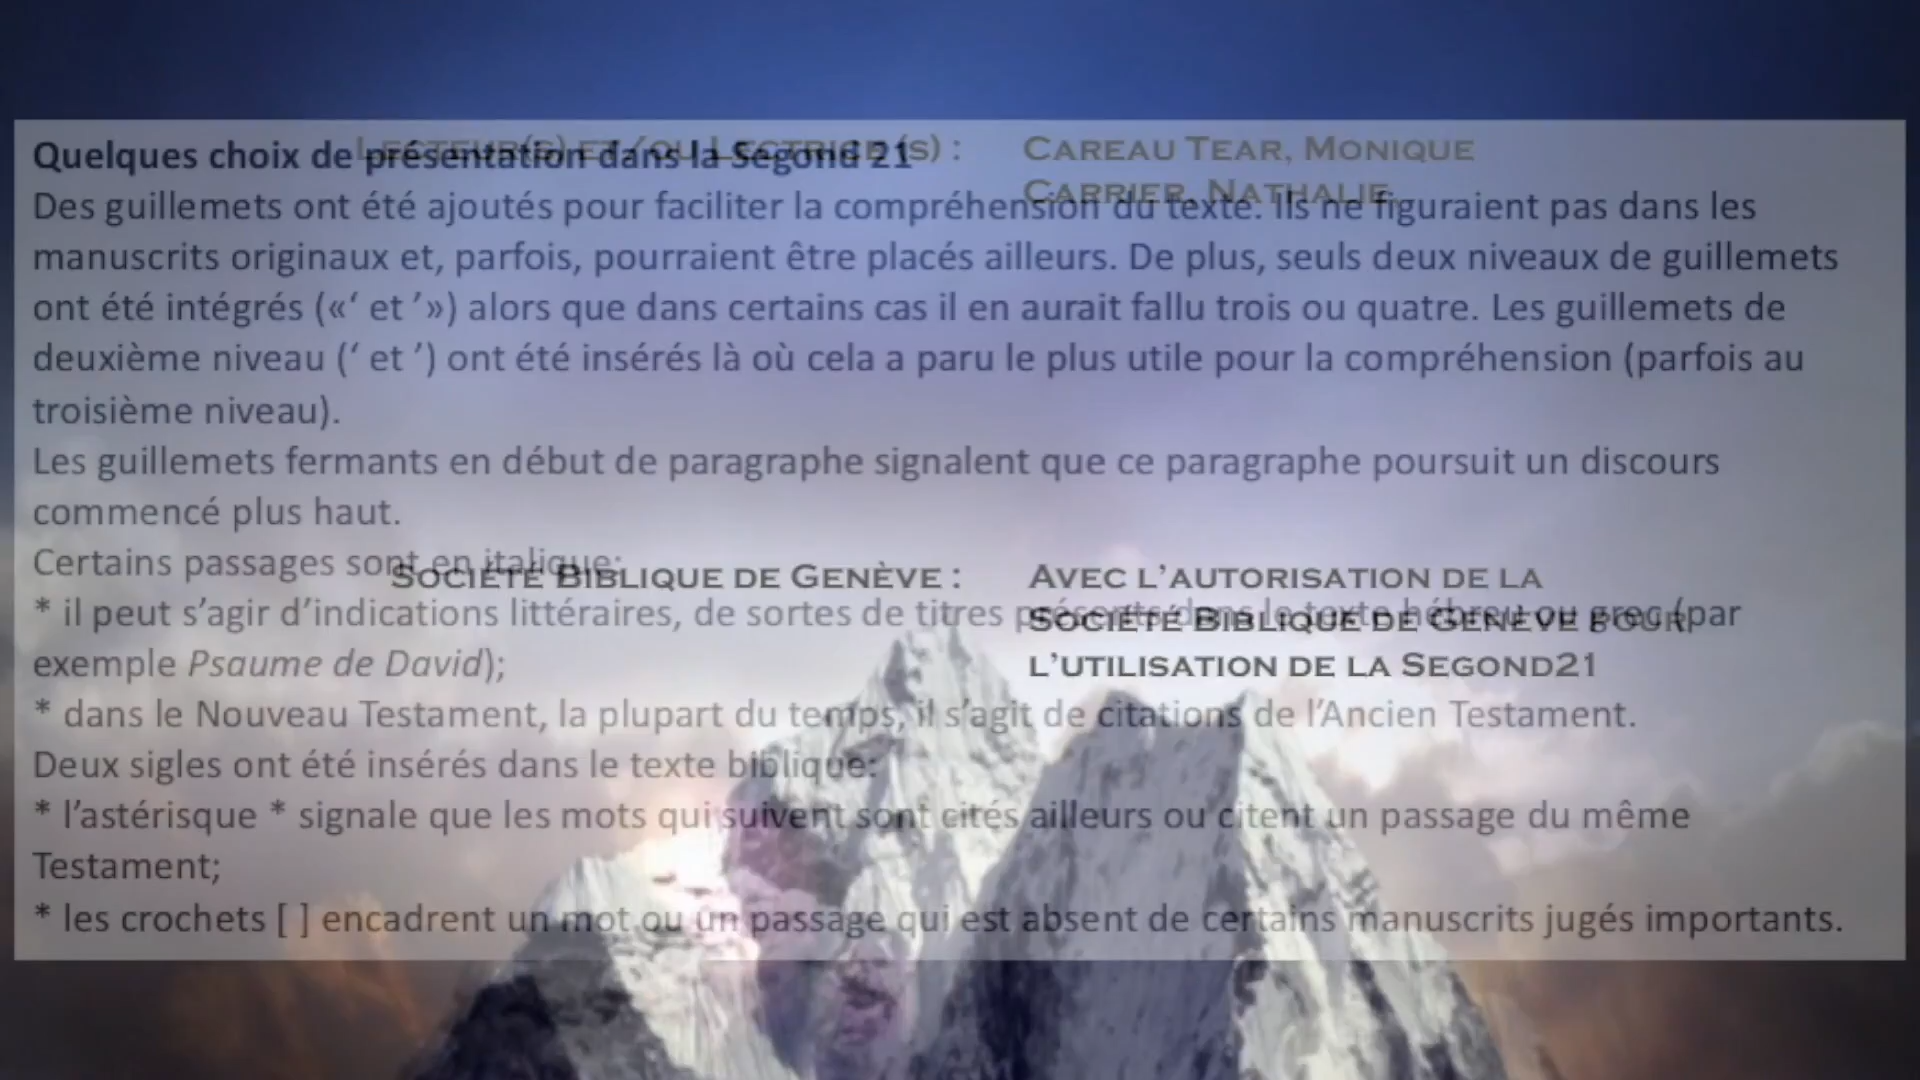 Quelques choix de présentation dans la Segond 21
LECTEUR(S) ET/OU LECTRICE(S) : CAREAU TEAR, MONIQUE
CARRIER, NATHALIE
Des guillemets ont été ajoutés pour faciliter la compréhension du texte. Ils ne figuraient pas dans les
manuscrits originaux et, parfois, pourraient être placés ailleurs. De plus, seuls deux niveaux de guillemets
ont été intégrés («‘ et ’») alors que dans certains cas il en aurait fallu trois ou quatre. Les guillemets de
deuxième niveau (‘ et ’) ont été insérés là où cela a paru le plus utile pour la compréhension (parfois au
troisième niveau).
Les guillemets fermants en début de paragraphe signalent que ce paragraphe poursuit un discours
commencé plus haut.
Certains passages sont en italique:
* il peut s’agir d’indications littéraires, de sortes de titres présents dans le texte hébreu ou grec (par
exemple Psaume de David);
* dans le Nouveau Testament, la plupart du temps, il s’agit de citations de l’Ancien Testament.
Deux sigles ont été insérés dans le texte biblique:
* l’astérisque * signale que les mots qui suivent sont cités ailleurs ou citent un passage du même
Testament;
* les crochets [ ] encadrent un mot ou un passage qui est absent de certains manuscrits jugés importants.
SOCIÉTÉ BIBLIQUE DE GENÈVE : AVEC L’AUTORISATION DE LA
SOCIÉTÉ BIBLIQUE DE GENÈVE POUR
L’UTILISATION DE LA SEGOND21